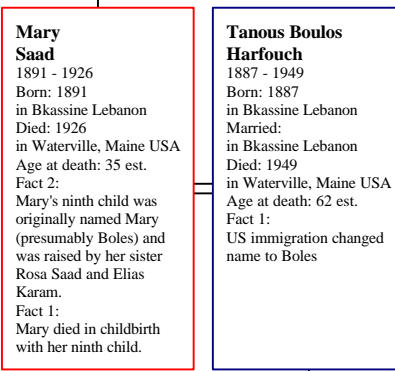 Mary
Saad
1891 - 1926
Born: 1891
in Bkassine Lebanon
Died: 1926
in Waterville, Maine USA
Age at death: 35 est.
Fact 2:
Mary's ninth child was
originally named Mary
(presumably Boles) and
was raised by her sister
Rosa Saad and Elias
Karam.
Fact 1:
Mary died in childbirth
with her ninth child.
Tanous Boulos
Harfouch
1887 - 1949
Born: 1887
in Bkassine Lebanon
Married:
in Bkassine Lebanon
Died: 1949
in Waterville, Maine USA
Age at death: 62 est.
Fact 1:
US immigration changed
name to Boles